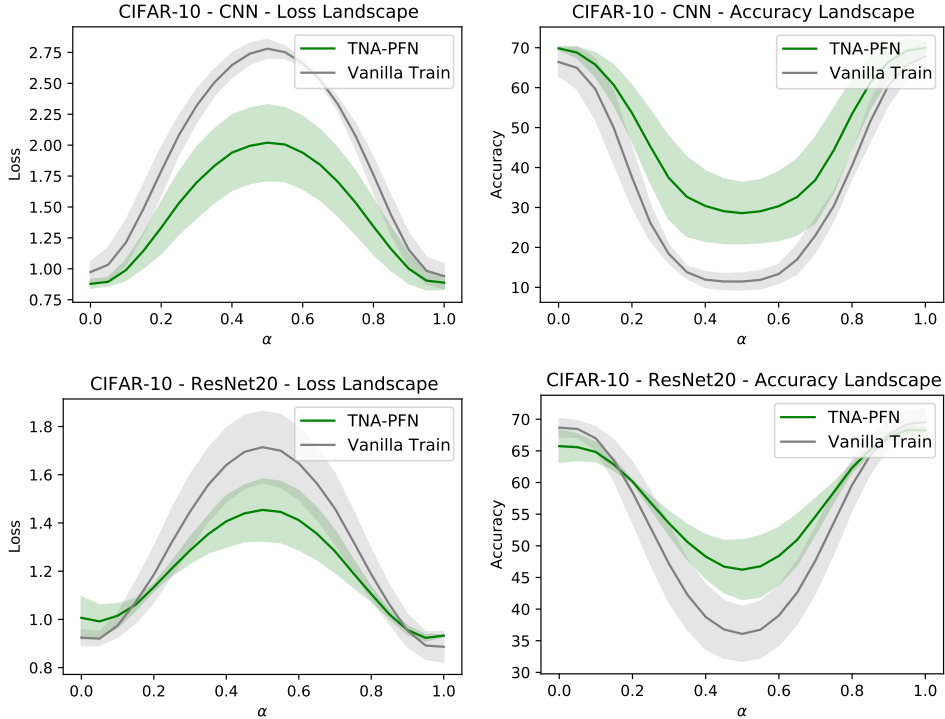 CIFAR-10 - CNN - Loss Landscape
TNA-PFN
Vanilla Train
2.75
2.50
2.25
2.00
1.75
1.50
1.25
1.00
0.75
Loss
0.0 0.2 0.4 0.6 0.8 1.0
α
CIFAR-10 - CNN - Accuracy Landscape
TNA-PFN
Vanilla Train
70
60
50
40
30
20
10
Accuracy
0.0 0.2 0.4 0.6 0.8 1.0
α
CIFAR-10 - ResNet20 - Loss Landscape
TNA-PFN
Vanilla Train
1.8
1.6
1.4
1.2
1.0
0.8
Loss
0.0 0.2 0.4 0.6 0.8 1.0
α
CIFAR-10 - ResNet20 - Accuracy Landscape
TNA-PFN
Vanilla Train
70
65
60
55
50
45
40
35
30
Accuracy
0.0 0.2 0.4 0.6 0.8 1.0
α